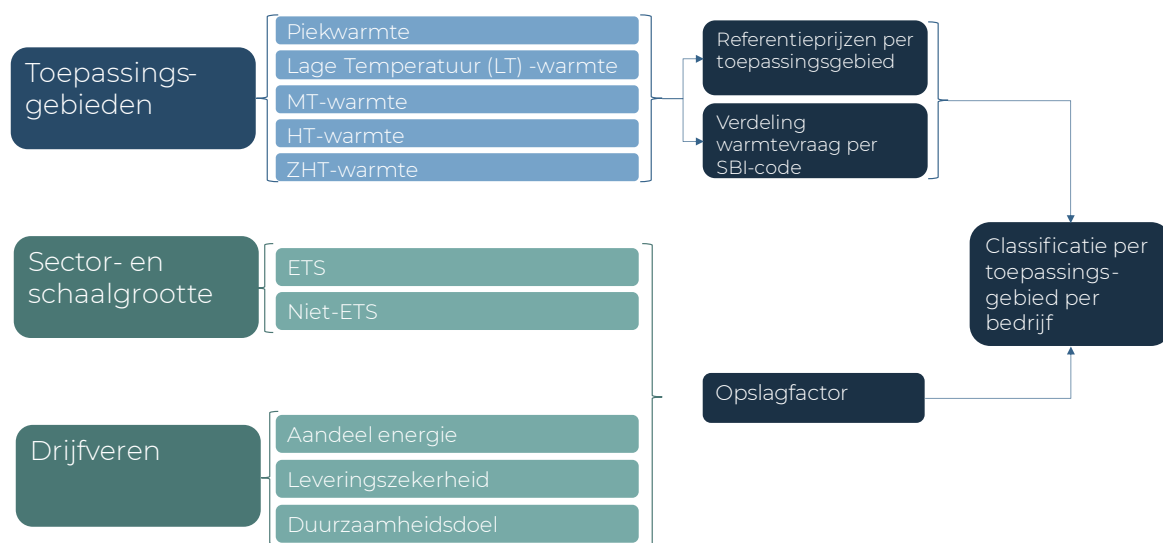 Toepassings-
gebieden
Piekwarmte
Lage Temperatuur (LT) -warmte
MT-warmte
HT-warmte
ZHT-warmte
Referentieprijzen per
toepassingsgebied
Verdeling
warmtevraag per
SBI-code
Sector- en
schaalgrootte
ETS
Niet-ETS
Classificatie per
toepassings-
gebied per
bedrijf
Opslagfactor
Drijfveren
Aandeel energie
Leveringszekerheid
Duurzaamheidsdoel